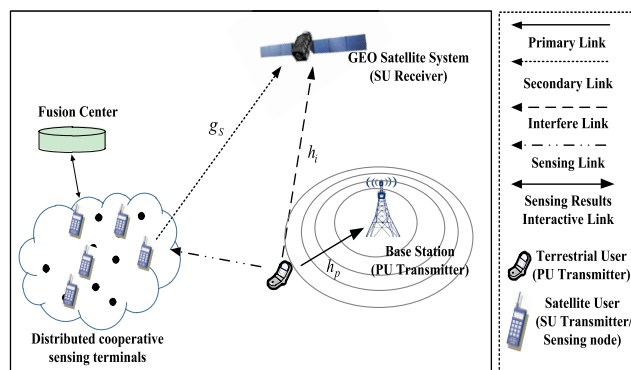 GEO Satellite System
(SU Receiver)
Fusion Center
g_S
h_i
h_p
Base Station
(PU Transmitter)
Distributed cooperative
sensing terminals
Primary Link
Secondary Link
Interfere Link
Sensing Link
Sensing Results
Interactive Link
Terrestrial User
(PU Transmitter)
Satellite User
(SU Transmitter/
Sensing node)